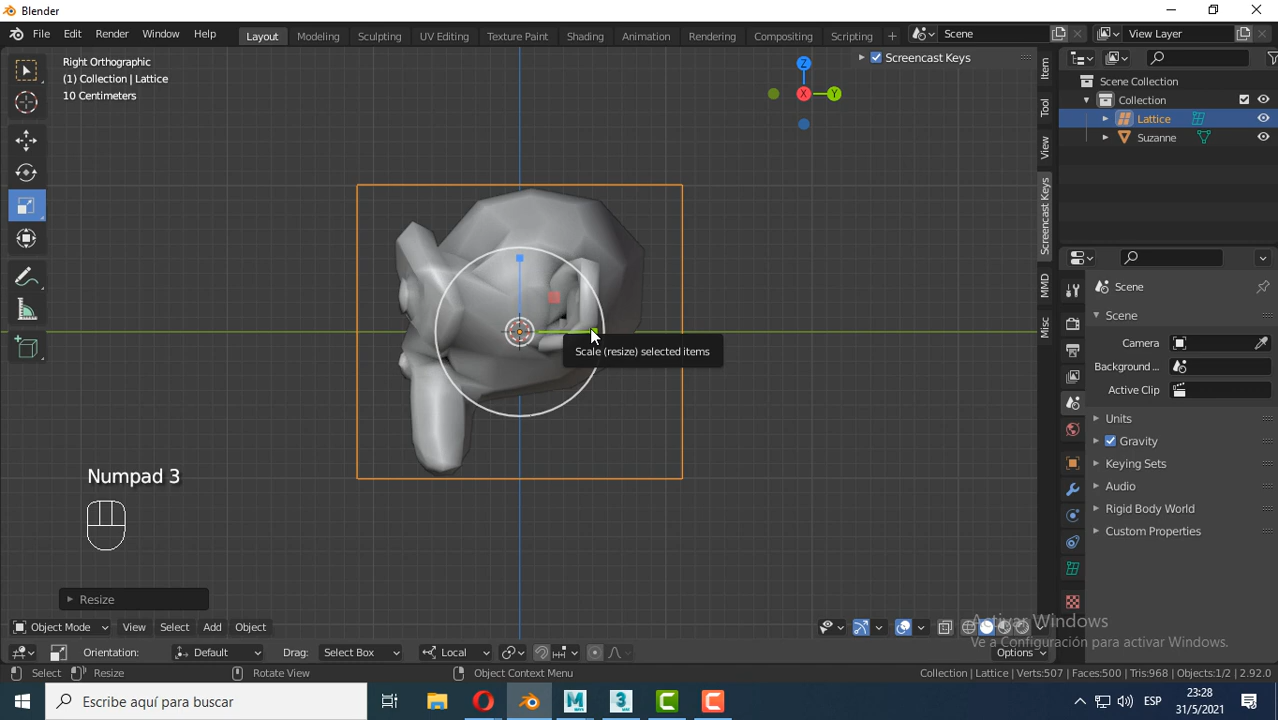 Blender
File Edit Render Window Help Layout Modeling Sculpting UV Editing Texture Paint Shading Animation Rendering Compositing Scripting + Scene View Layer
Right Orthographic
(1) Collection | Lattice
10 Centimeters
Screencast Keys
Z
X
Y
Item
Tool
View
Screencast Keys
MMD
Misc
Scene Collection
Collection
Lattice
Suzanne
Scene
Scene
Camera
Background ...
Active Clip
Units
Gravity
Keying Sets
Audio
Rigid Body World
Custom Properties
Scale (resize) selected items
Numpad 3
Resize
Object Mode View Select Add Object
Orientation: Default Drag: Select Box Local Options
Activar Windows
Ve a Configuración para activar Windows.
Select Resize Rotate View Object Context Menu Collection | Lattice | Verts:507 | Faces:500 | Tris:968 | Objects:1/2 | 2.92.0
Escribe aquí para buscar
ESP
23:28
31/5/2021